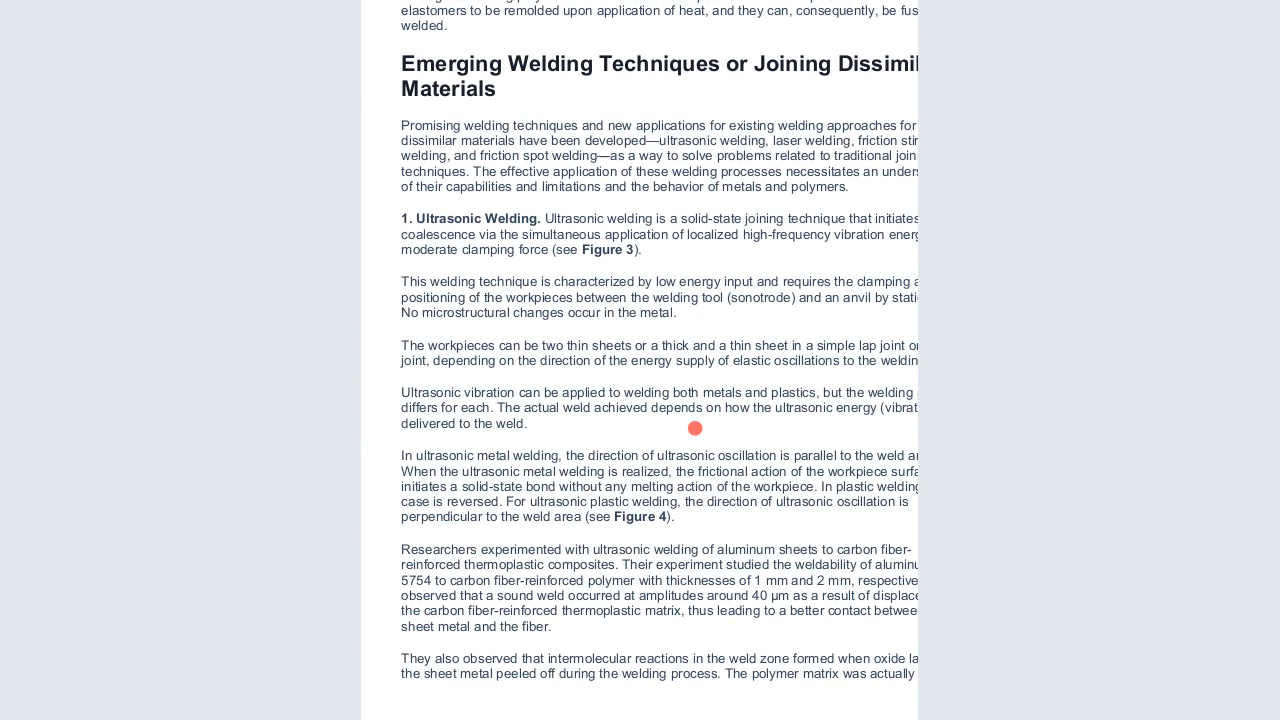 elastomers to be remolded upon application of heat, and they can, consequently, be fus
welded.
Emerging Welding Techniques or Joining Dissimil
Materials
Promising welding techniques and new applications for existing welding approaches for
dissimilar materials have been developed—ultrasonic welding, laser welding, friction stir
welding, and friction spot welding—as a way to solve problems related to traditional join
techniques. The effective application of these welding processes necessitates an unders
of their capabilities and limitations and the behavior of metals and polymers.
1. Ultrasonic Welding. Ultrasonic welding is a solid-state joining technique that initiates
coalescence via the simultaneous application of localized high-frequency vibration energ
moderate clamping force (see Figure 3).
This welding technique is characterized by low energy input and requires the clamping a
positioning of the workpieces between the welding tool (sonotrode) and an anvil by stati
No microstructural changes occur in the metal.
The workpieces can be two thin sheets or a thick and a thin sheet in a simple lap joint or
joint, depending on the direction of the energy supply of elastic oscillations to the weldin
Ultrasonic vibration can be applied to welding both metals and plastics, but the welding
differs for each. The actual weld achieved depends on how the ultrasonic energy (vibrat
delivered to the weld.
In ultrasonic metal welding, the direction of ultrasonic oscillation is parallel to the weld ar
When the ultrasonic metal welding is realized, the frictional action of the workpiece surfa
initiates a solid-state bond without any melting action of the workpiece. In plastic welding
case is reversed. For ultrasonic plastic welding, the direction of ultrasonic oscillation is
perpendicular to the weld area (see Figure 4).
Researchers experimented with ultrasonic welding of aluminum sheets to carbon fiber-
reinforced thermoplastic composites. Their experiment studied the weldability of aluminu
5754 to carbon fiber-reinforced polymer with thicknesses of 1 mm and 2 mm, respective
observed that a sound weld occurred at amplitudes around 40 µm as a result of displace
the carbon fiber-reinforced thermoplastic matrix, thus leading to a better contact betwee
sheet metal and the fiber.
They also observed that intermolecular reactions in the weld zone formed when oxide la
the sheet metal peeled off during the welding process. The polymer matrix was actually